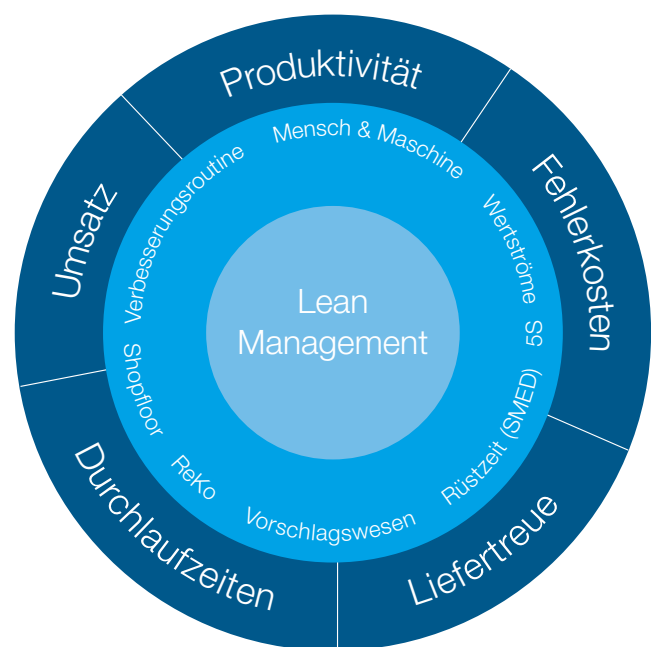 Produktivität
Fehlerkosten
Liefertreue
Durchlaufzeiten
Umsatz
Mensch & Maschine
Wertströme
5S
Rüstzeit (SMED)
Vorschlagswesen
ReKo
Shopfloor
Verbesserungsroutine
Lean
Management